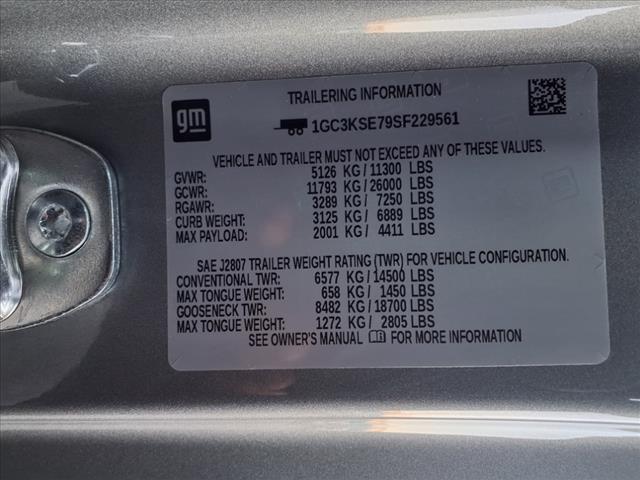 TRAILERING INFORMATION
gm
1GC3KSE79SF229561
VEHICLE AND TRAILER MUST NOT EXCEED ANY OF THESE VALUES.
GVWR: 5126 KG / 11300 LBS
GCWR: 11793 KG / 26000 LBS
RGAWR: 3289 KG / 7250 LBS
CURB WEIGHT: 3125 KG / 6889 LBS
MAX PAYLOAD: 2001 KG / 4411 LBS
SAE J2807 TRAILER WEIGHT RATING (TWR) FOR VEHICLE CONFIGURATION.
CONVENTIONAL TWR: 6577 KG / 14500 LBS
MAX TONGUE WEIGHT: 658 KG / 1450 LBS
GOOSENECK TWR: 8482 KG / 18700 LBS
MAX TONGUE WEIGHT: 1272 KG / 2805 LBS
SEE OWNER'S MANUAL FOR MORE INFORMATION